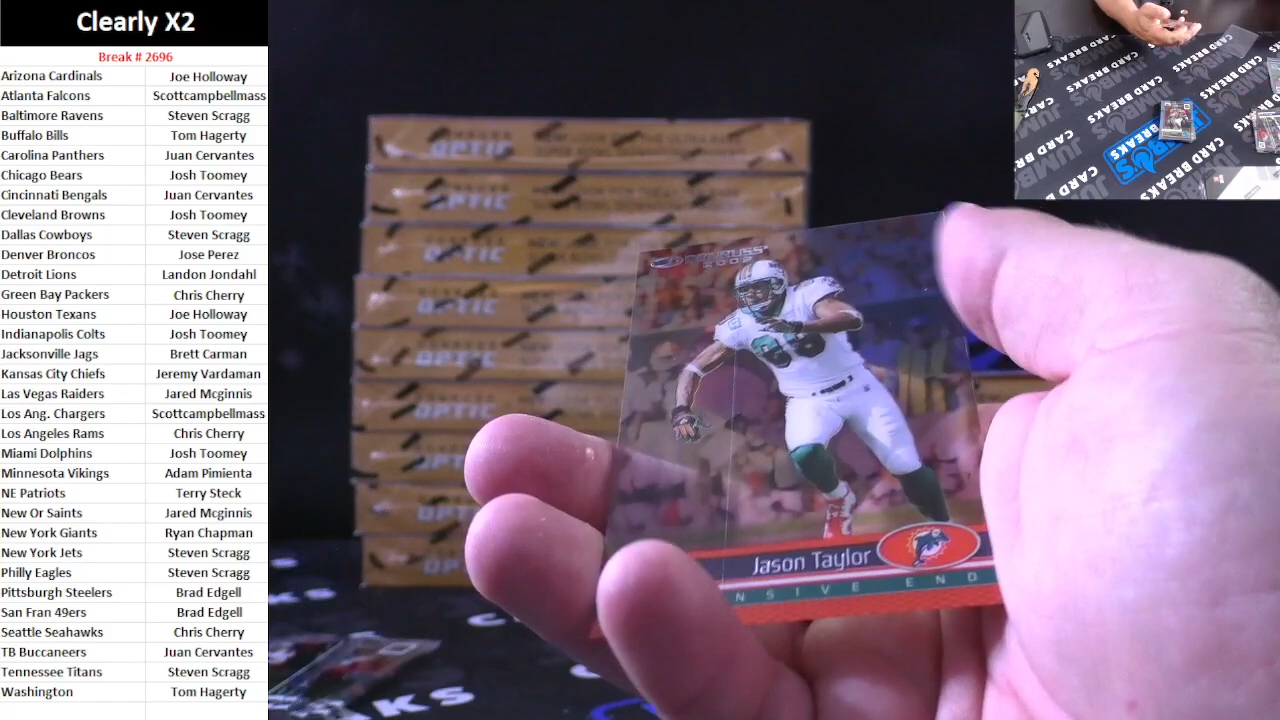 Clearly X2
Break # 2696
Arizona Cardinals Joe Holloway
Atlanta Falcons Scottcampbellmass
Baltimore Ravens Steven Scragg
Buffalo Bills Tom Hagerty
Carolina Panthers Juan Cervantes
Chicago Bears Josh Toomey
Cincinnati Bengals Juan Cervantes
Cleveland Browns Josh Toomey
Dallas Cowboys Steven Scragg
Denver Broncos Jose Perez
Detroit Lions Landon Jondahl
Green Bay Packers Chris Cherry
Houston Texans Joe Holloway
Indianapolis Colts Josh Toomey
Jacksonville Jags Brett Carman
Kansas City Chiefs Jeremy Vardaman
Las Vegas Raiders Jared Mcginnis
Los Ang. Chargers Scottcampbellmass
Los Angeles Rams Chris Cherry
Miami Dolphins Josh Toomey
Minnesota Vikings Adam Pimienta
NE Patriots Terry Steck
New Or Saints Jared Mcginnis
New York Giants Ryan Chapman
New York Jets Steven Scragg
Philly Eagles Steven Scragg
Pittsburgh Steelers Brad Edgell
San Fran 49ers Brad Edgell
Seattle Seahawks Chris Cherry
TB Buccaneers Juan Cervantes
Tennessee Titans Steven Scragg
Washington Tom Hagerty
OPTIC
OPTIC
OPTIC
OPTIC
OPTIC
OPTIC
DONRUSS
2002
Jason Taylor
NSIVE END
JUMBO'S
CARD BREAKS